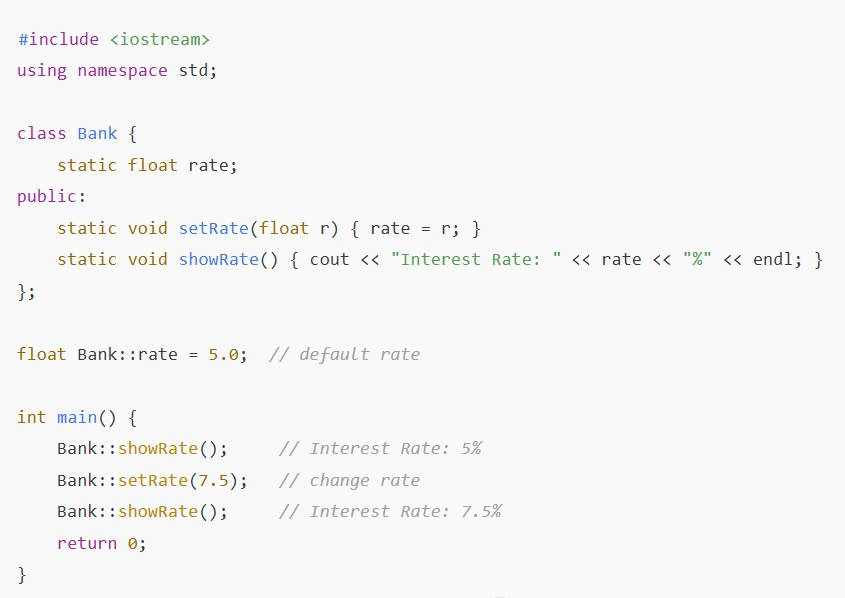 #include <iostream>
using namespace std;
class Bank {
    static float rate;
public:
    static void setRate(float r) { rate = r; }
    static void showRate() { cout << "Interest Rate: " << rate << "%" << endl; }
};
float Bank::rate = 5.0;  // default rate
int main() {
    Bank::showRate();     // Interest Rate: 5%
    Bank::setRate(7.5);   // change rate
    Bank::showRate();     // Interest Rate: 7.5%
    return 0;
}